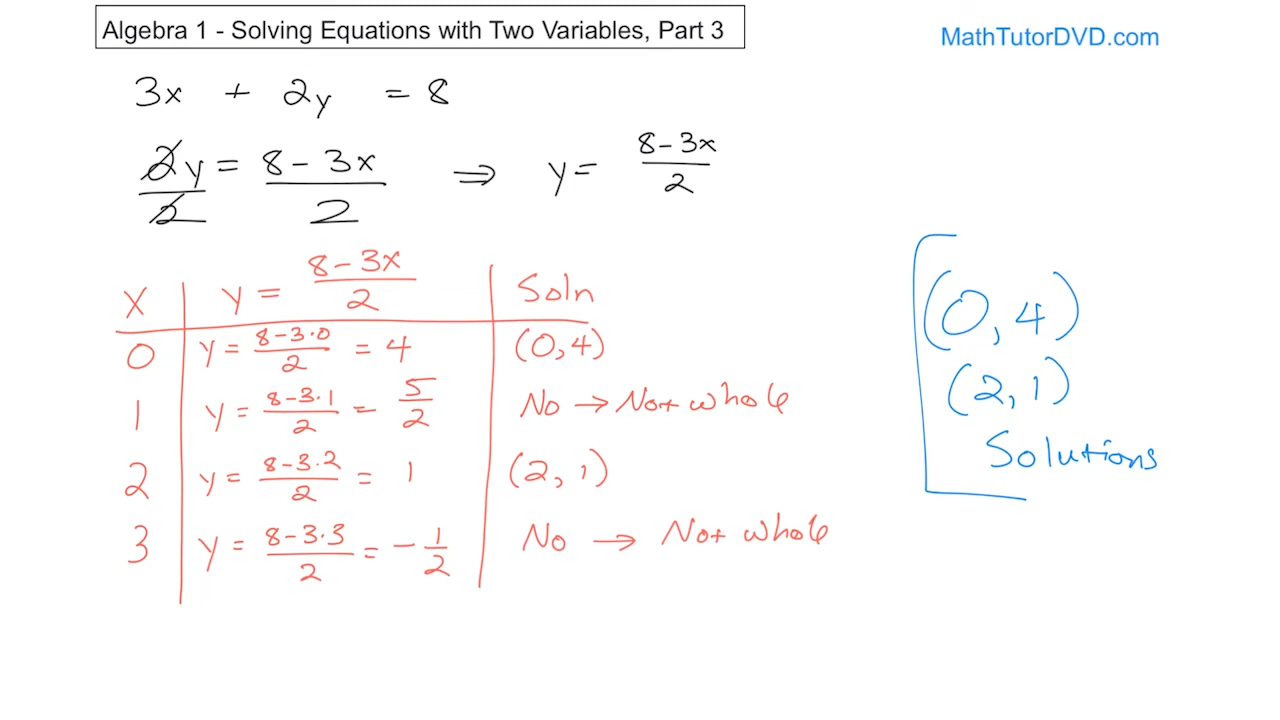 Algebra 1 - Solving Equations with Two Variables, Part 3
MathTutorDVD.com
3x + 2y = 8
2y/2 = (8 - 3x)/2 ⇒ y = (8 - 3x)/2
x | y = (8 - 3x)/2 | Soln
0 | y = (8 - 3·0)/2 = 4 | (0, 4)
1 | y = (8 - 3·1)/2 = 5/2 | No → Not whole
2 | y = (8 - 3·2)/2 = 1 | (2, 1)
3 | y = (8 - 3·3)/2 = -1/2 | No → Not whole
(0, 4)
(2, 1)
Solutions